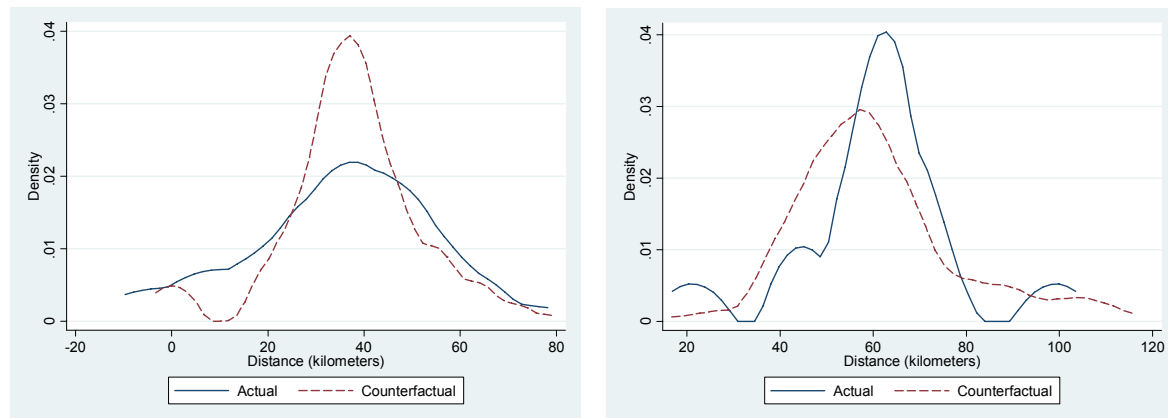 .04
.03
.02
.01
0
Density
-20 0 20 40 60 80
Distance (kilometers)
Actual Counterfactual
.04
.03
.02
.01
0
Density
20 40 60 80 100 120
Distance (kilometers)
Actual Counterfactual